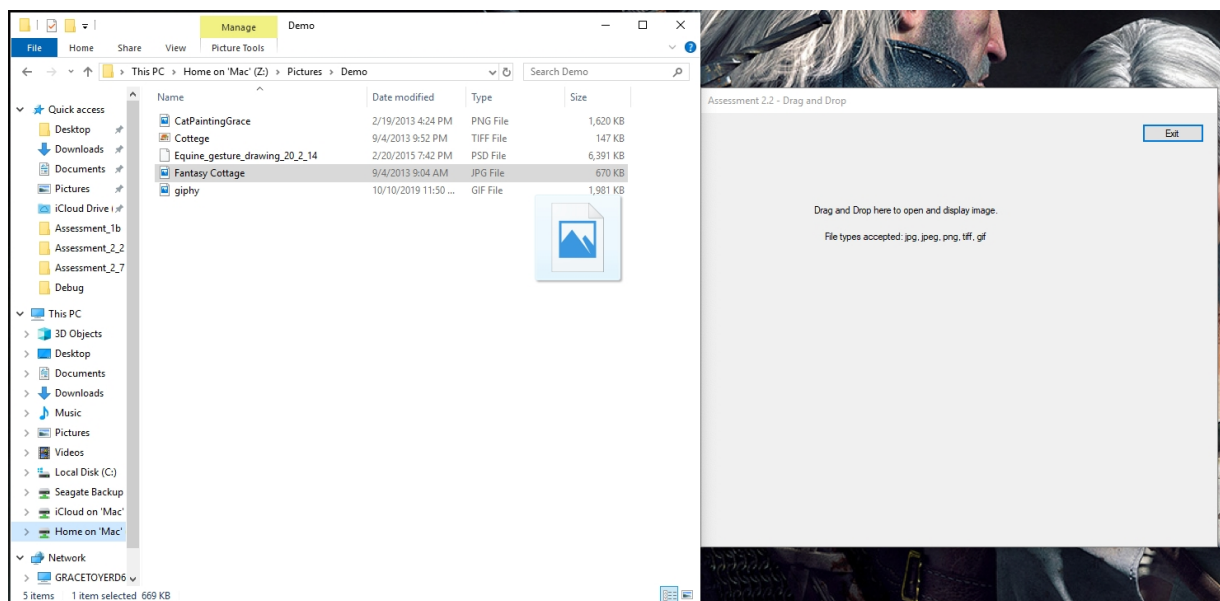 Manage Demo
File Home Share View Picture Tools
This PC > Home on 'Mac' (Z:) > Pictures > Demo Search Demo
Name Date modified Type Size
CatPaintingGrace 2/19/2013 4:24 PM PNG File 1,620 KB
Cottege 9/4/2013 9:52 PM TIFF File 147 KB
Equine_gesture_drawing_20_2_14 2/20/2015 7:42 PM PSD File 6,391 KB
Fantasy Cottage 9/4/2013 9:04 AM JPG File 670 KB
giphy 10/10/2019 11:50 ... GIF File 1,981 KB
Quick access
Desktop
Downloads
Documents
Pictures
iCloud Drive
Assessment_1b
Assessment_2_2
Assessment_2_7
Debug
This PC
3D Objects
Desktop
Documents
Downloads
Music
Pictures
Videos
Local Disk (C:)
Seagate Backup
iCloud on 'Mac'
Home on 'Mac'
Network
GRACETOYERD6
5 items 1 item selected 669 KB
Assessment 2.2 - Drag and Drop
Exit
Drag and Drop here to open and display image.
File types accepted: jpg, jpeg, png, tiff, gif